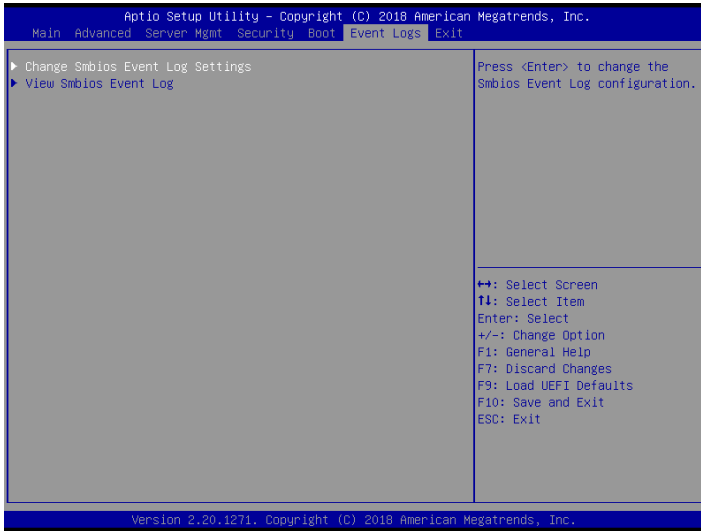 Aptio Setup Utility – Copyright (C) 2018 American Megatrends, Inc.
Main Advanced Server Mgmt Security Boot Event Logs Exit
▶ Change Smbios Event Log Settings
▶ View Smbios Event Log
Press <Enter> to change the
Smbios Event Log configuration.
↔: Select Screen
↑↓: Select Item
Enter: Select
+/-: Change Option
F1: General Help
F7: Discard Changes
F9: Load UEFI Defaults
F10: Save and Exit
ESC: Exit
Version 2.20.1271. Copyright (C) 2018 American Megatrends, Inc.